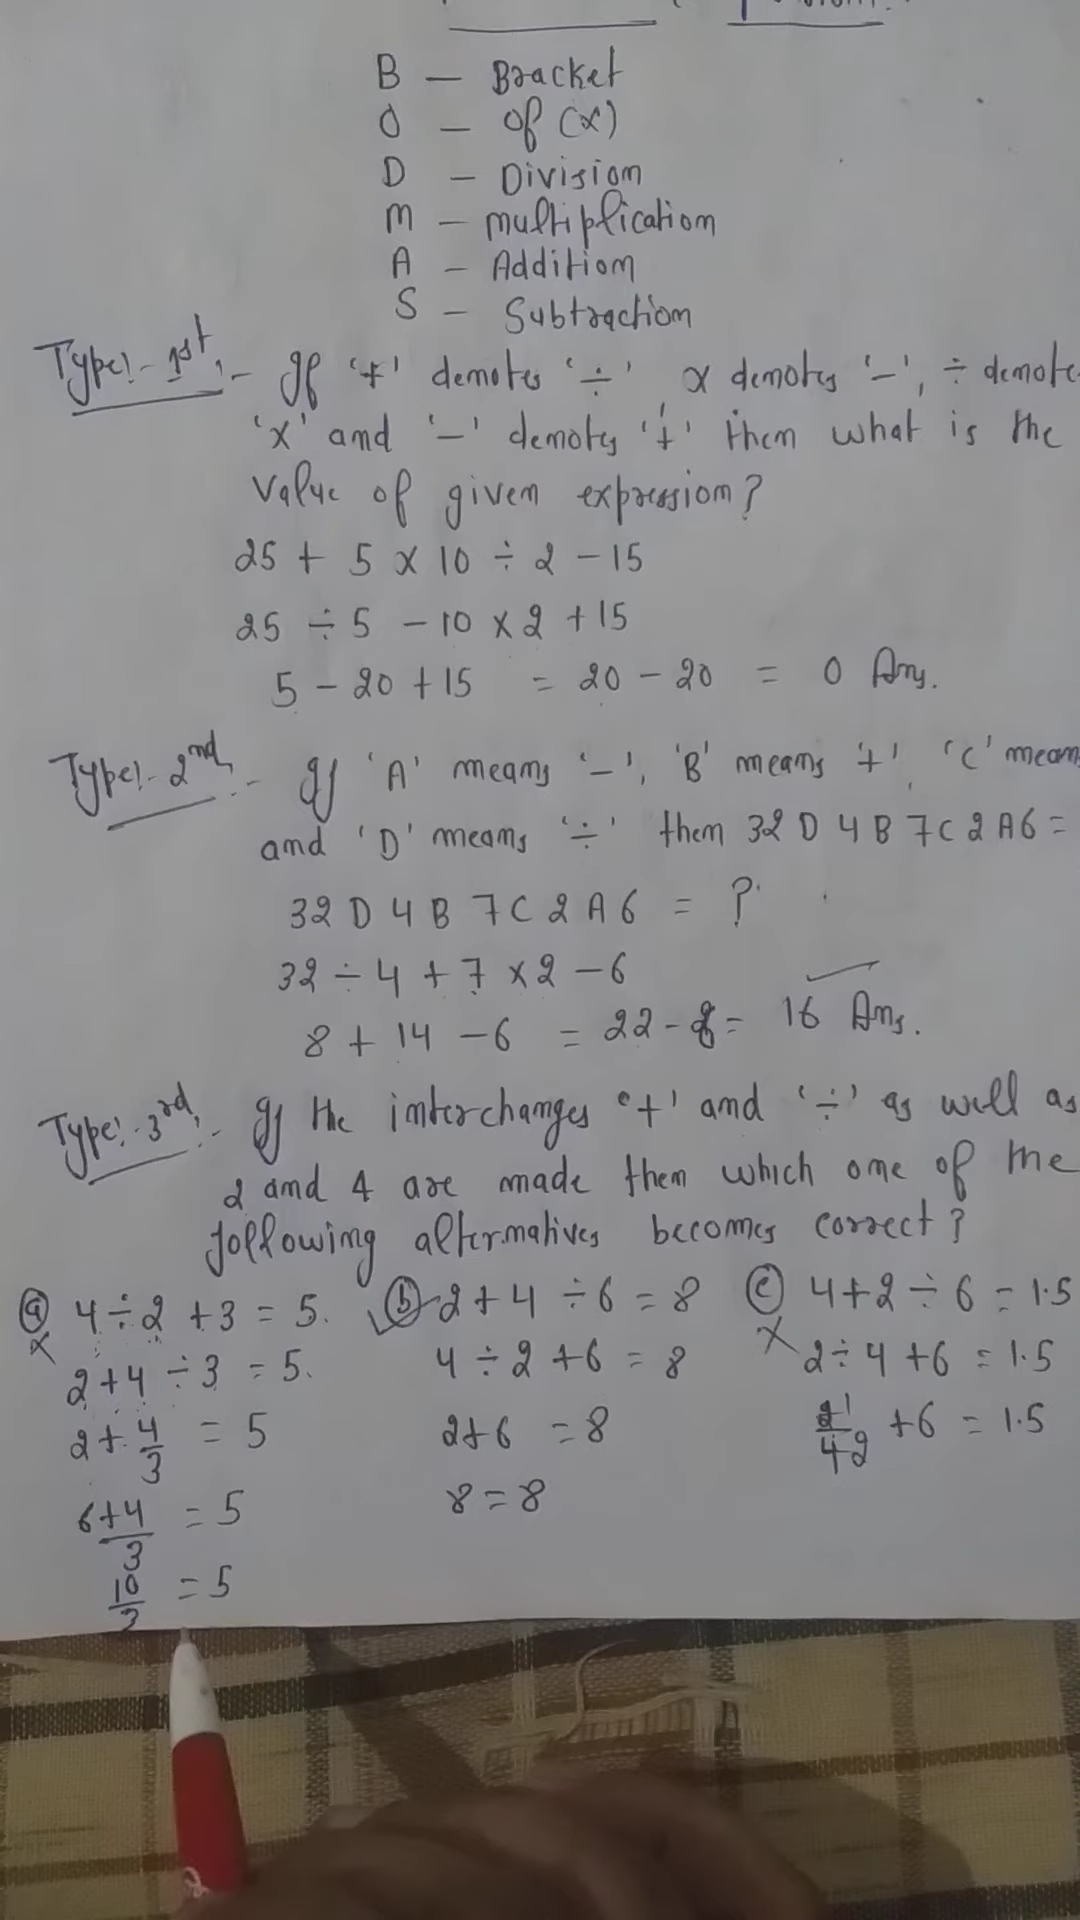 B — Bracket
O — of (x)
D — Division
M — multiplication
A — Addition
S — Subtraction
Type:- 1st :- If '+' denotes '÷', x denotes '-', ÷ denote
'x' and '-' denotes '+' then what is the
value of given expression?
25 + 5 x 10 ÷ 2 - 15
25 ÷ 5 - 10 x 2 + 15
5 - 20 + 15 = 20 - 20 = 0 Ans.
Type:- 2nd :- If 'A' means '-', 'B' means '+', 'C' mean
and 'D' means '÷' then 32 D 4 B 7 C 2 A 6 =
32 D 4 B 7 C 2 A 6 = ?
32 ÷ 4 + 7 x 2 - 6
8 + 14 - 6 = 22 - 6 = 16 Ans.
Type:- 3rd :- If the interchanges '+' and '÷' as well as
2 and 4 are made then which one of the
following alternatives becomes correct?
(a) 4 ÷ 2 + 3 = 5. (b) 2 + 4 ÷ 6 = 8 (c) 4 + 2 ÷ 6 = 1.5
x 2 + 4 ÷ 3 = 5. 4 ÷ 2 + 6 = 8 x 2 ÷ 4 + 6 = 1.5
2 + 4/3 = 5 2 + 6 = 8 2 1/4 2 + 6 = 1.5
6+4/3 = 5 8 = 8
10/3 = 5